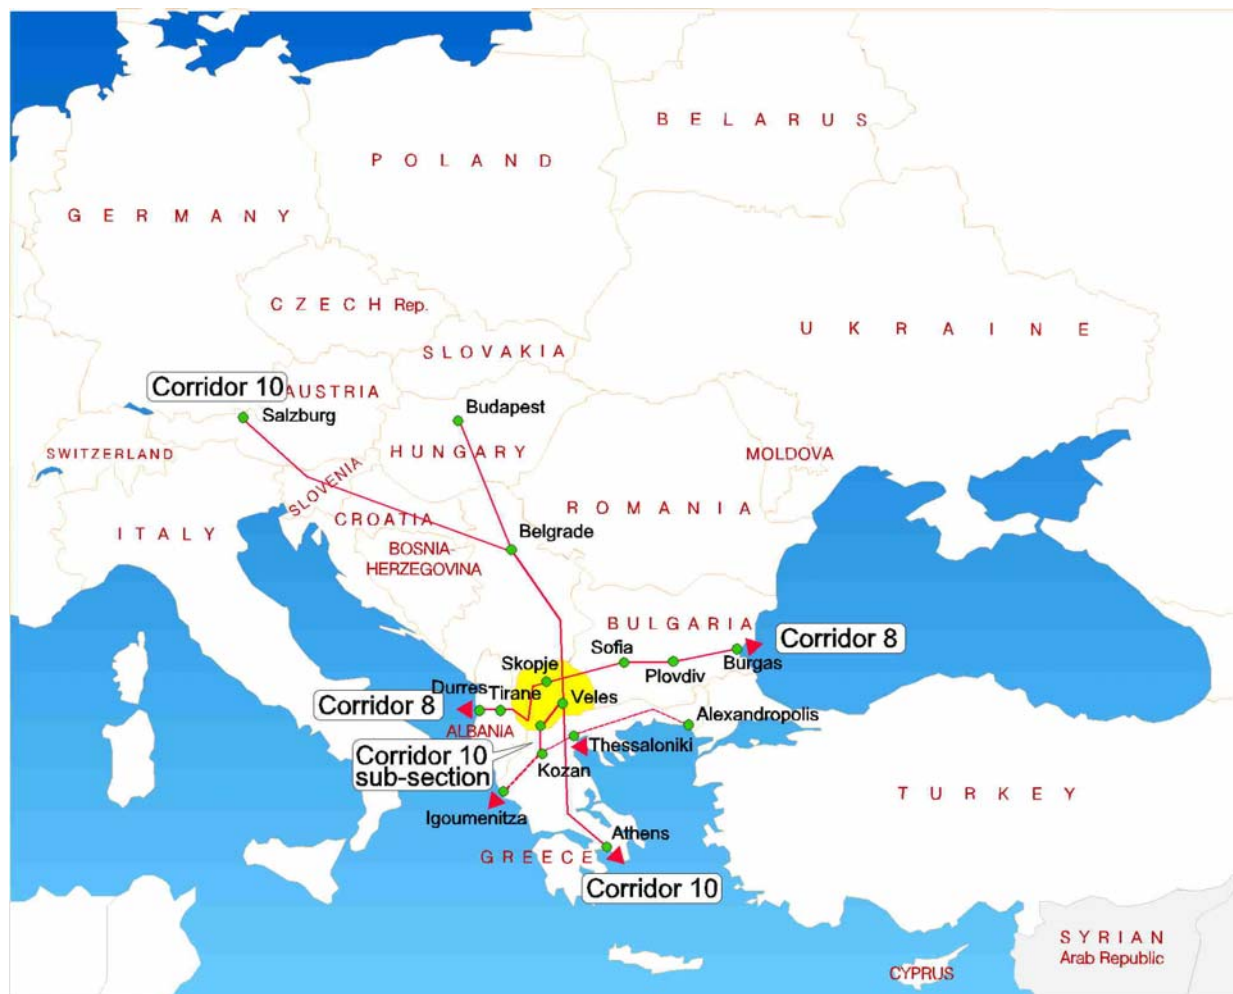 BELARUS
POLAND
GERMANY
CZECH Rep.
UKRAINE
SLOVAKIA
Corridor 10
AUSTRIA
Salzburg
Budapest
SWITZERLAND
HUNGARY
MOLDOVA
SLOVENIA
ROMANIA
CROATIA
ITALY
Belgrade
BOSNIA-
HERZEGOVINA
BULGARIA
Corridor 8
Sofia
Burgas
Skopje
Plovdiv
Durres
Tirane
Veles
Corridor 8
Alexandropolis
ALBANIA
Thessaloniki
Corridor 10
sub-section
Kozan
TURKEY
Igoumenitza
Athens
GREECE
Corridor 10
SYRIAN
Arab Republic
CYPRUS